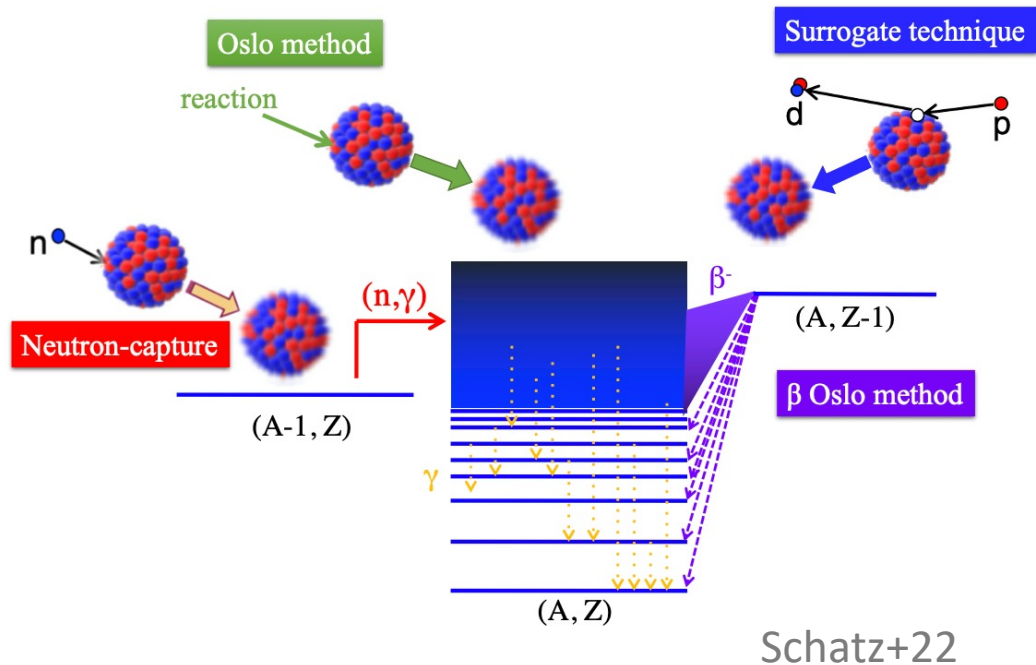 Oslo method
Surrogate technique
reaction
d
p
n
(n,γ)
β-
(A, Z-1)
Neutron-capture
β Oslo method
(A-1, Z)
γ
(A, Z)
Schatz+22